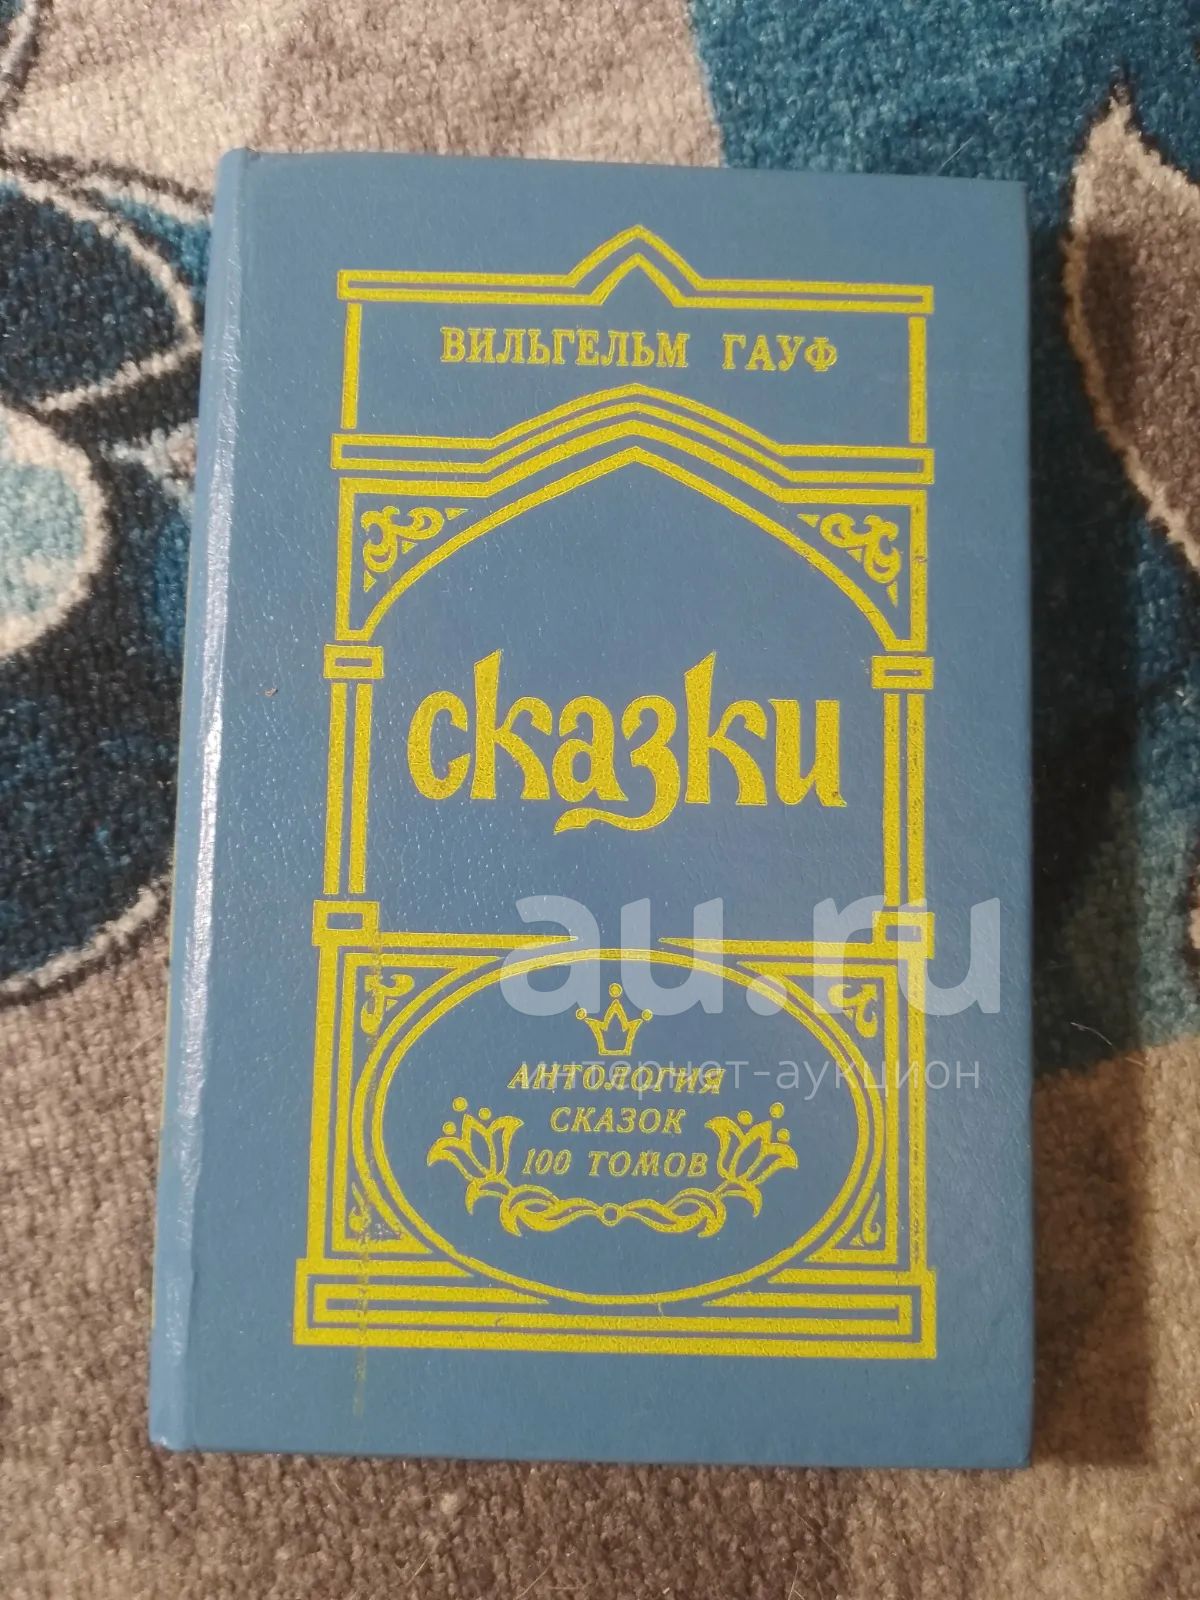 ВИЛЬГЕЛЬМ ГАУФ
сказки
au.ru
интернет-аукцион
АНТОЛОГИЯ
СКАЗОК
100 ТОМОВ